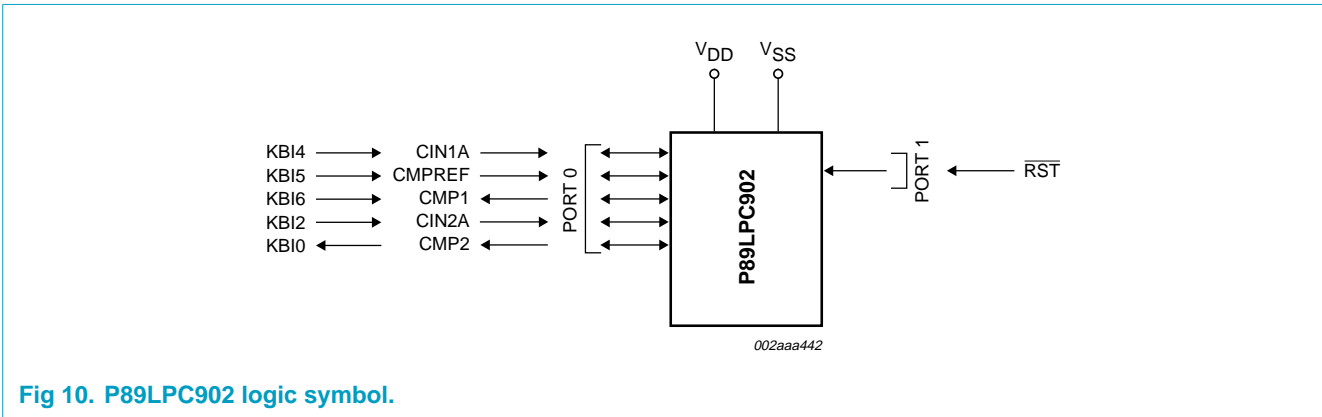 VDD VSS
KBI4 CIN1A
KBI5 CMPREF
KBI6 CMP1
KBI2 CIN2A
KBI0 CMP2
PORT 0
P89LPC902
PORT 1
RST
002aaa442
Fig 10. P89LPC902 logic symbol.